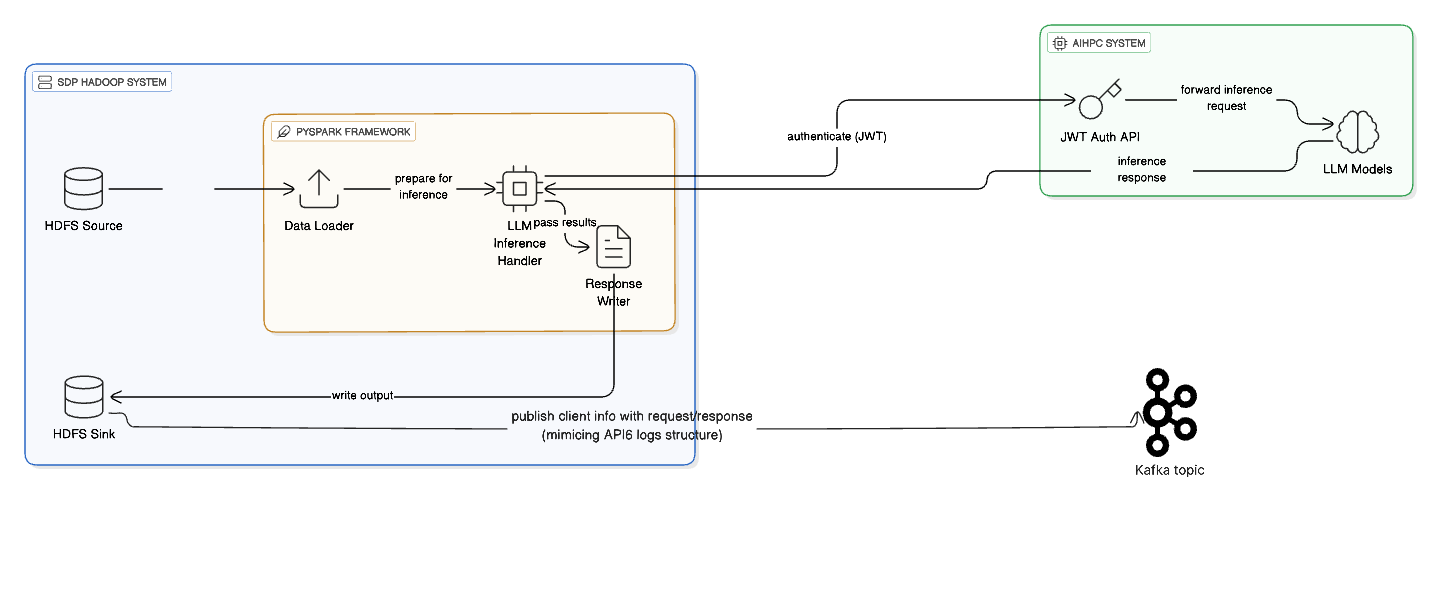 AIHPC SYSTEM
SDP HADOOP SYSTEM
forward inference
request
PYSPARK FRAMEWORK
authenticate (JWT)
JWT Auth API
inference
response
LLM Models
prepare for
inference
HDFS Source
Data Loader
LLM
Inference
Handler
pass results
Response
Writer
write output
publish client info with request/response
(mimicing API6 logs structure)
HDFS Sink
Kafka topic